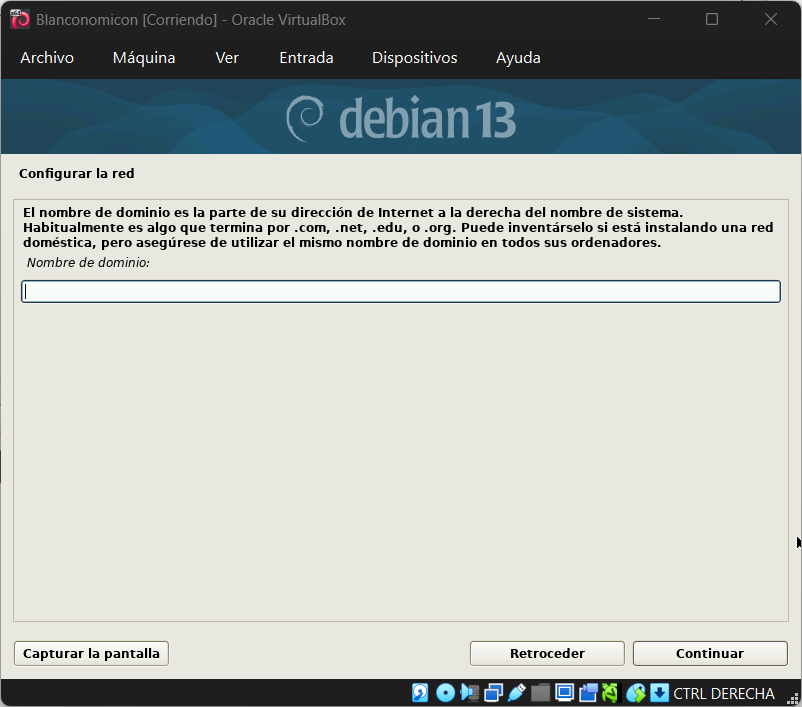 Blanconomicon [Corriendo] - Oracle VirtualBox
Archivo Máquina Ver Entrada Dispositivos Ayuda
debian 13
Configurar la red
El nombre de dominio es la parte de su dirección de Internet a la derecha del nombre de sistema.
Habitualmente es algo que termina por .com, .net, .edu, o .org. Puede inventárselo si está instalando una red
doméstica, pero asegúrese de utilizar el mismo nombre de dominio en todos sus ordenadores.
Nombre de dominio:
Capturar la pantalla Retroceder Continuar
CTRL DERECHA